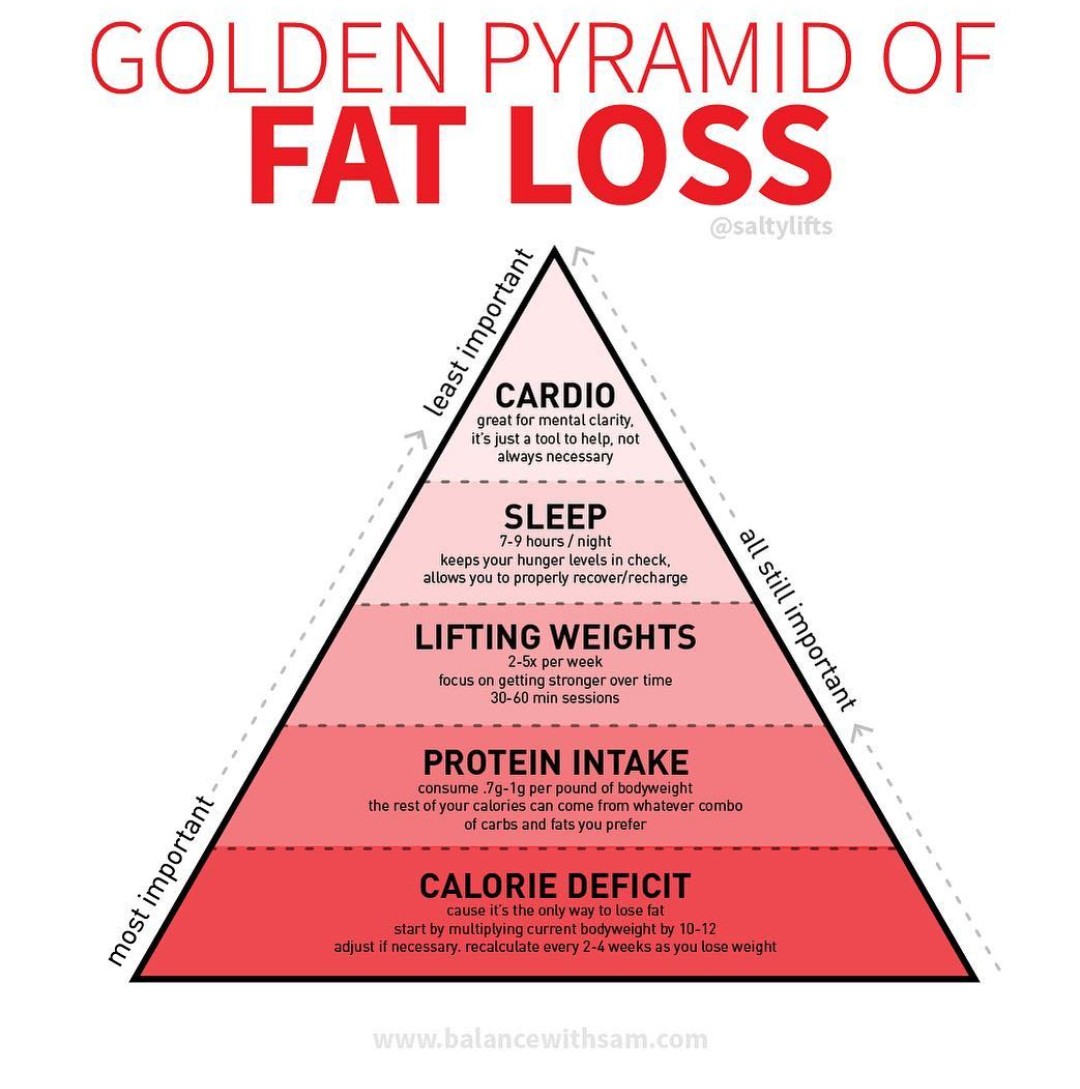 GOLDEN PYRAMID OF
FAT LOSS
@saltylifts
least important
CARDIO
great for mental clarity,
it's just a tool to help, not
always necessary
SLEEP
7-9 hours / night
keeps your hunger levels in check,
allows you to properly recover/recharge
all still important
LIFTING WEIGHTS
2-5x per week
focus on getting stronger over time
30-60 min sessions
PROTEIN INTAKE
consume .7g-1g per pound of bodyweight
the rest of your calories can come from whatever combo
of carbs and fats you prefer
most important
CALORIE DEFICIT
cause it's the only way to lose fat
start by multiplying current bodyweight by 10-12
adjust if necessary. recalculate every 2-4 weeks as you lose weight
www.balancewithsam.com